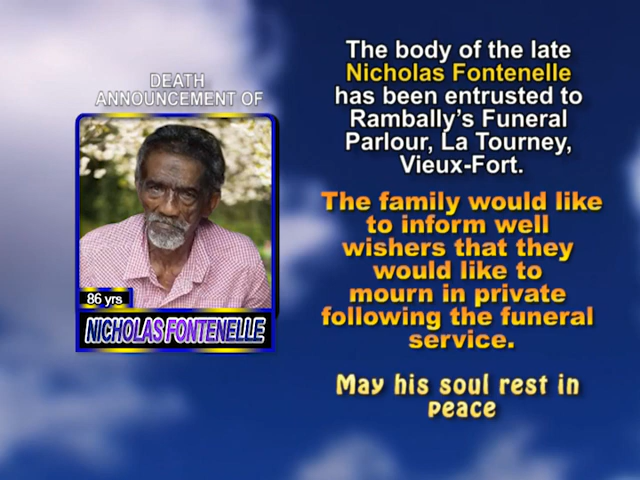 DEATH
ANNOUNCEMENT OF
86 yrs
NICHOLAS FONTENELLE
The body of the late
Nicholas Fontenelle
has been entrusted to
Rambally's Funeral
Parlour, La Tourney,
Vieux-Fort.
The family would like
to inform well
wishers that they
would like to
mourn in private
following the funeral
service.
May his soul rest in
peace